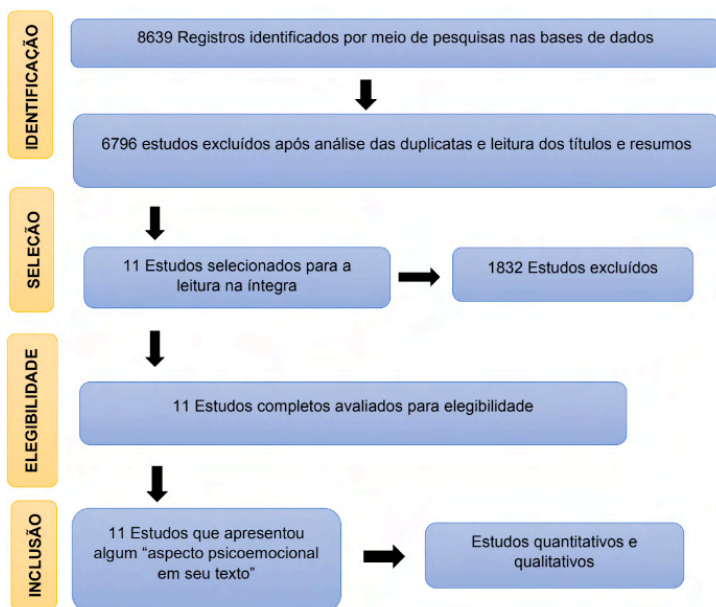 IDENTIFICAÇÃO
8639 Registros identificados por meio de pesquisas nas bases de dados
6796 estudos excluídos após análise das duplicatas e leitura dos títulos e resumos
SELECÃO
11 Estudos selecionados para a
leitura na íntegra
1832 Estudos excluídos
ELEGIBILIDADE
11 Estudos completos avaliados para elegibilidade
INCLUSÃO
11 Estudos que apresentou
algum “aspecto psicoemocional
em seu texto”
Estudos quantitativos e
qualitativos